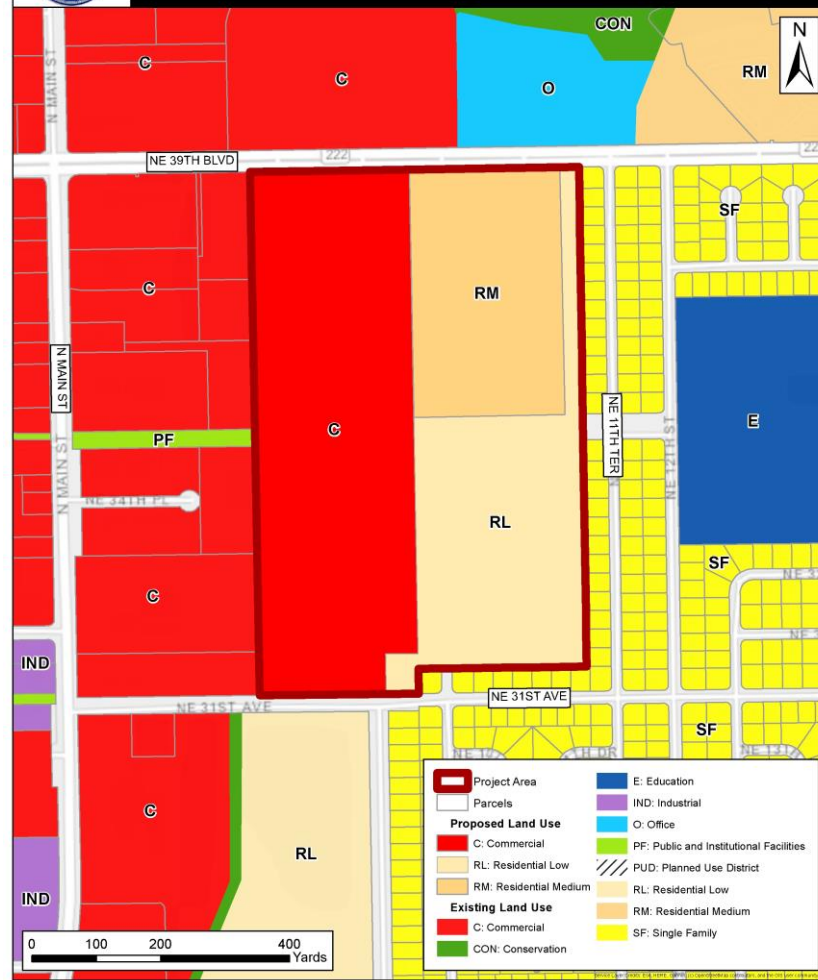 CON
N
C
C
O
RM
N MAIN ST
NE 39TH BLVD
222
SF
C
RM
N MAIN ST
NE 11TH TER
C
E
PF
N MAIN ST
NE 12TH ST
NE 34TH PL
RL
SF
C
IND
NE 31ST AVE
NE 31ST AVE
SF
C
RL
IND
0 100 200 400
Yards
Project Area
Parcels
Proposed Land Use
C: Commercial
RL: Residential Low
RM: Residential Medium
Existing Land Use
C: Commercial
CON: Conservation
E: Education
IND: Industrial
O: Office
PF: Public and Institutional Facilities
PUD: Planned Use District
RL: Residential Low
RM: Residential Medium
SF: Single Family